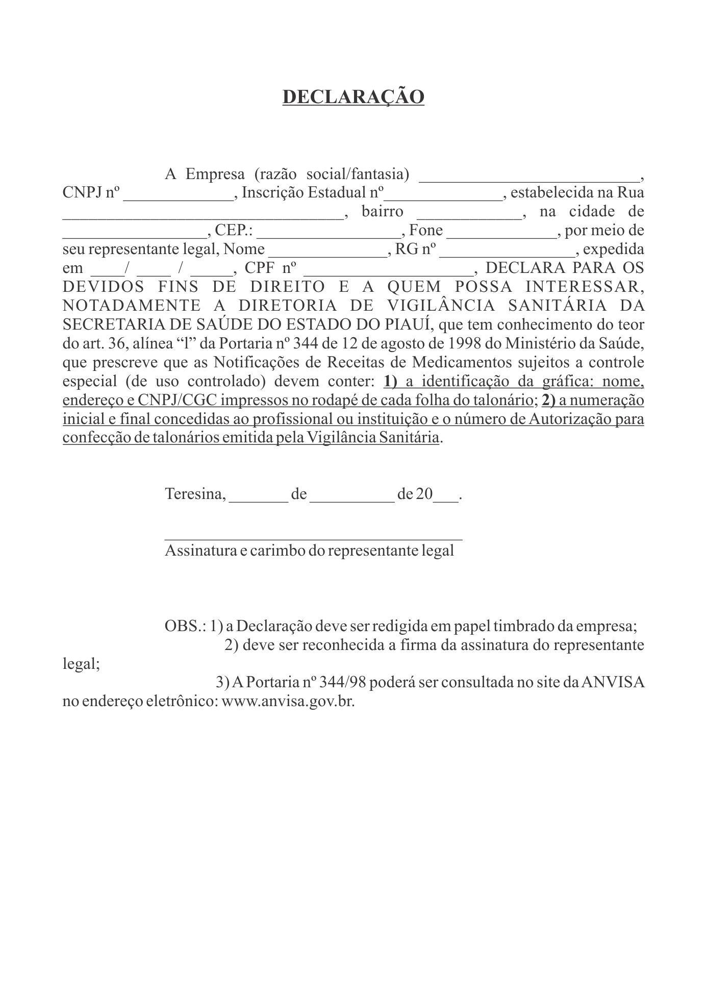 DECLARAÇÃO
A Empresa (razão social/fantasia) __________________________,
CNPJ nº _____________, Inscrição Estadual nº______________, estabelecida na Rua
_________________________________, bairro ____________, na cidade de
_________________, CEP.: _________________, Fone _____________, por meio de
seu representante legal, Nome ______________, RG nº ________________, expedida
em ____/ ____ / _____, CPF nº ____________________, DECLARA PARA OS
DEVIDOS FINS DE DIREITO E A QUEM POSSA INTERESSAR,
NOTADAMENTE A DIRETORIA DE VIGILÂNCIA SANITÁRIA DA
SECRETARIA DE SAÚDE DO ESTADO DO PIAUÍ, que tem conhecimento do teor
do art. 36, alínea “l” da Portaria nº 344 de 12 de agosto de 1998 do Ministério da Saúde,
que prescreve que as Notificações de Receitas de Medicamentos sujeitos a controle
especial (de uso controlado) devem conter: 1) a identificação da gráfica: nome,
endereço e CNPJ/CGC impressos no rodapé de cada folha do talonário; 2) a numeração
inicial e final concedidas ao profissional ou instituição e o número de Autorização para
confecção de talonários emitida pela Vigilância Sanitária.
Teresina, _______ de __________ de 20___.
___________________________________
Assinatura e carimbo do representante legal
OBS.: 1) a Declaração deve ser redigida em papel timbrado da empresa;
2) deve ser reconhecida a firma da assinatura do representante
legal;
3) A Portaria nº 344/98 poderá ser consultada no site da ANVISA
no endereço eletrônico: www.anvisa.gov.br.